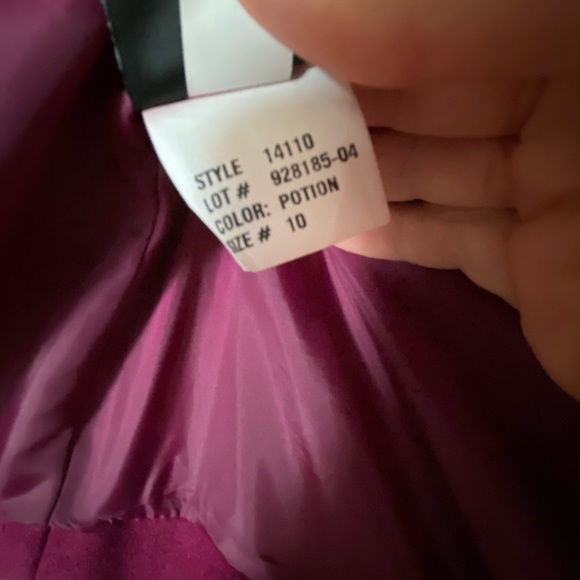 STYLE 14110
LOT # 928185-04
COLOR: POTION
SIZE # 10